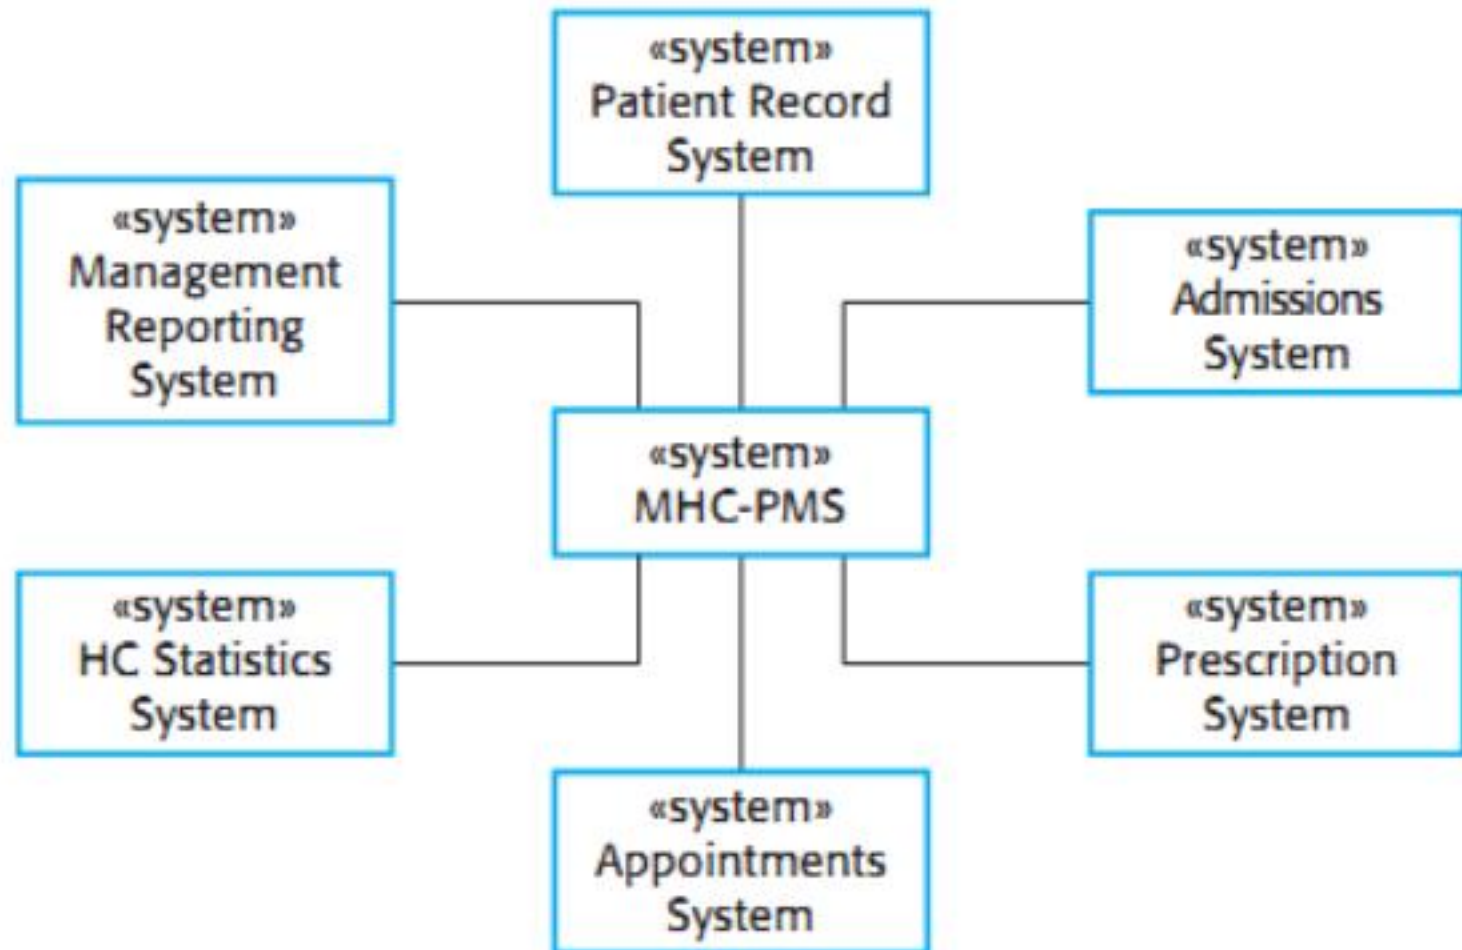 «system»
Patient Record
System
«system»
Management
Reporting
System
«system»
Admissions
System
«system»
MHC-PMS
«system»
HC Statistics
System
«system»
Prescription
System
«system»
Appointments
System